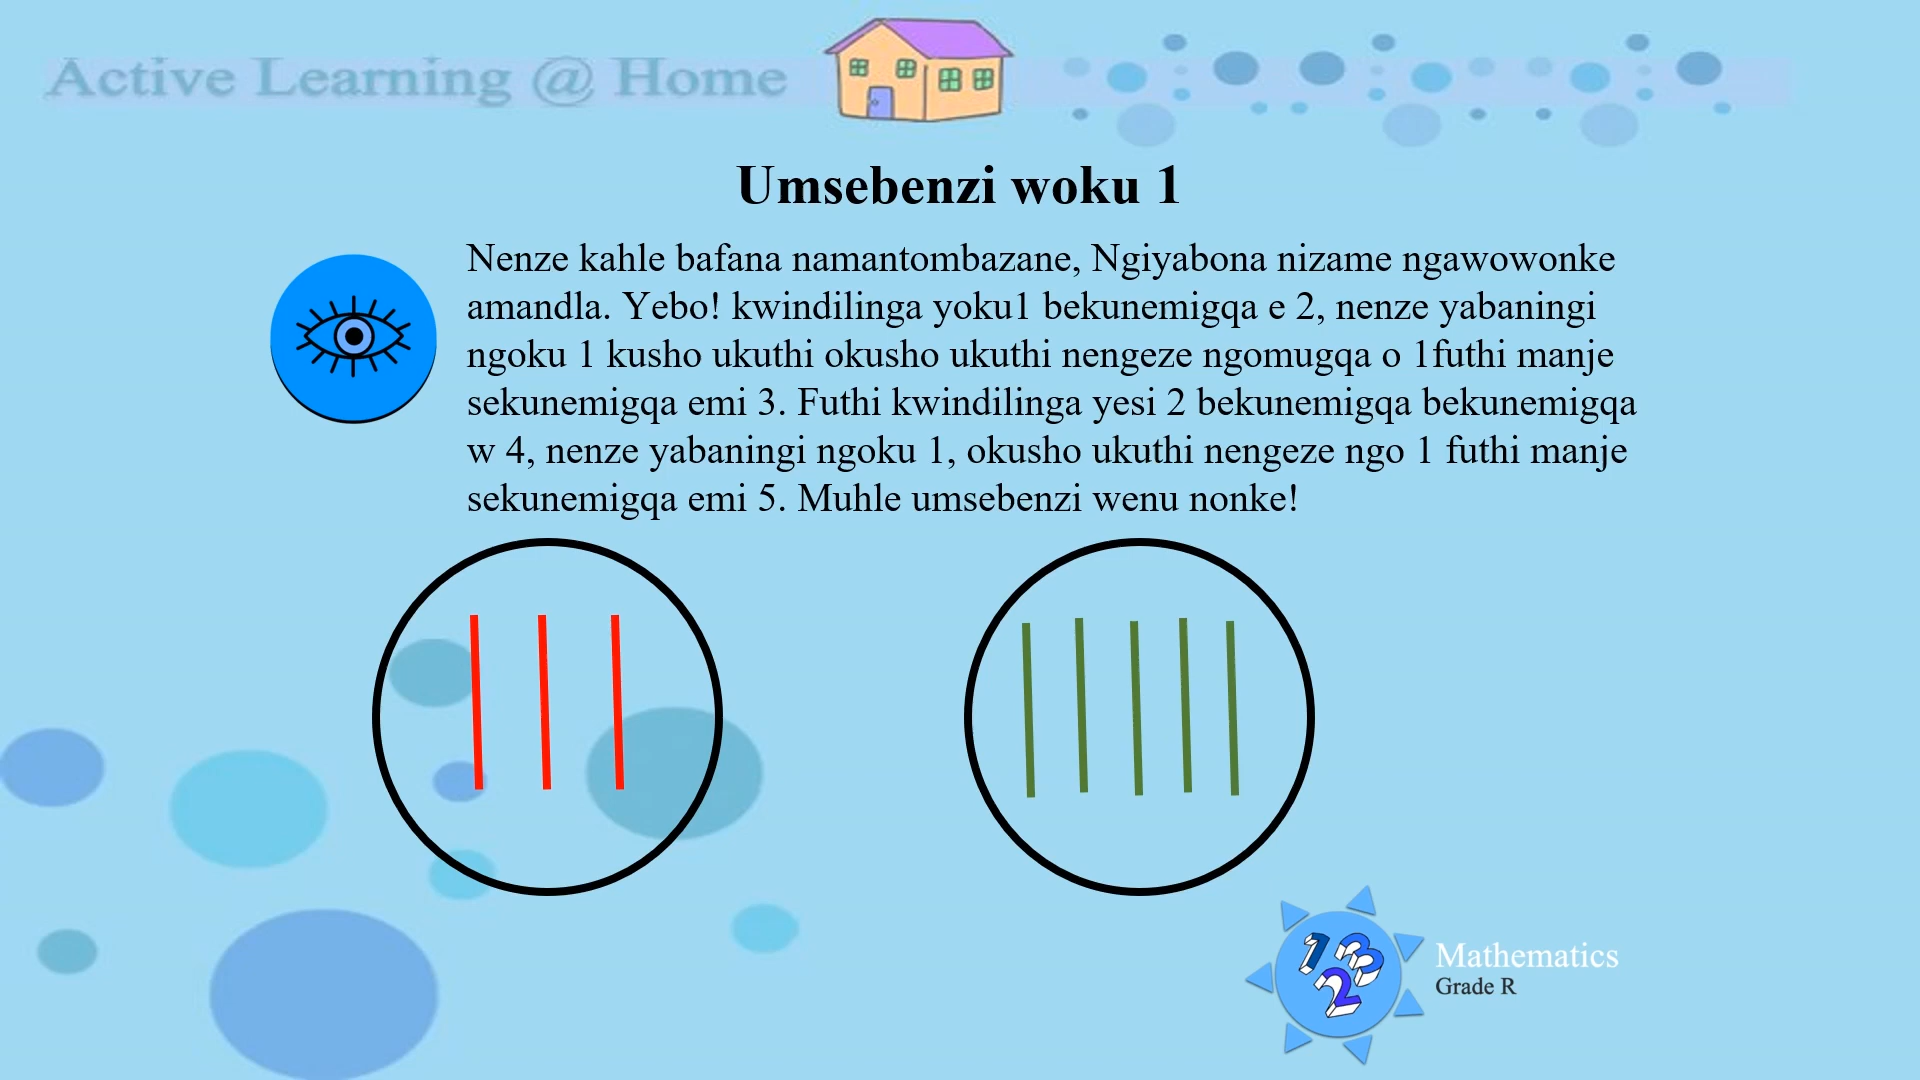 Active Learning @ Home
Umsebenzi woku 1
Nenze kahle bafana namantombazane, Ngiyabona nizame ngawowonke
amandla. Yebo! kwindilinga yoku1 bekunemigqa e 2, nenze yabaningi
ngoku 1 kusho ukuthi okusho ukuthi nengeze ngomugqa o 1futhi manje
sekunemigqa emi 3. Futhi kwindilinga yesi 2 bekunemigqa bekunemigqa
w 4, nenze yabaningi ngoku 1, okusho ukuthi nengeze ngo 1 futhi manje
sekunemigqa emi 5. Muhle umsebenzi wenu nonke!
1 2 3
Mathematics
Grade R